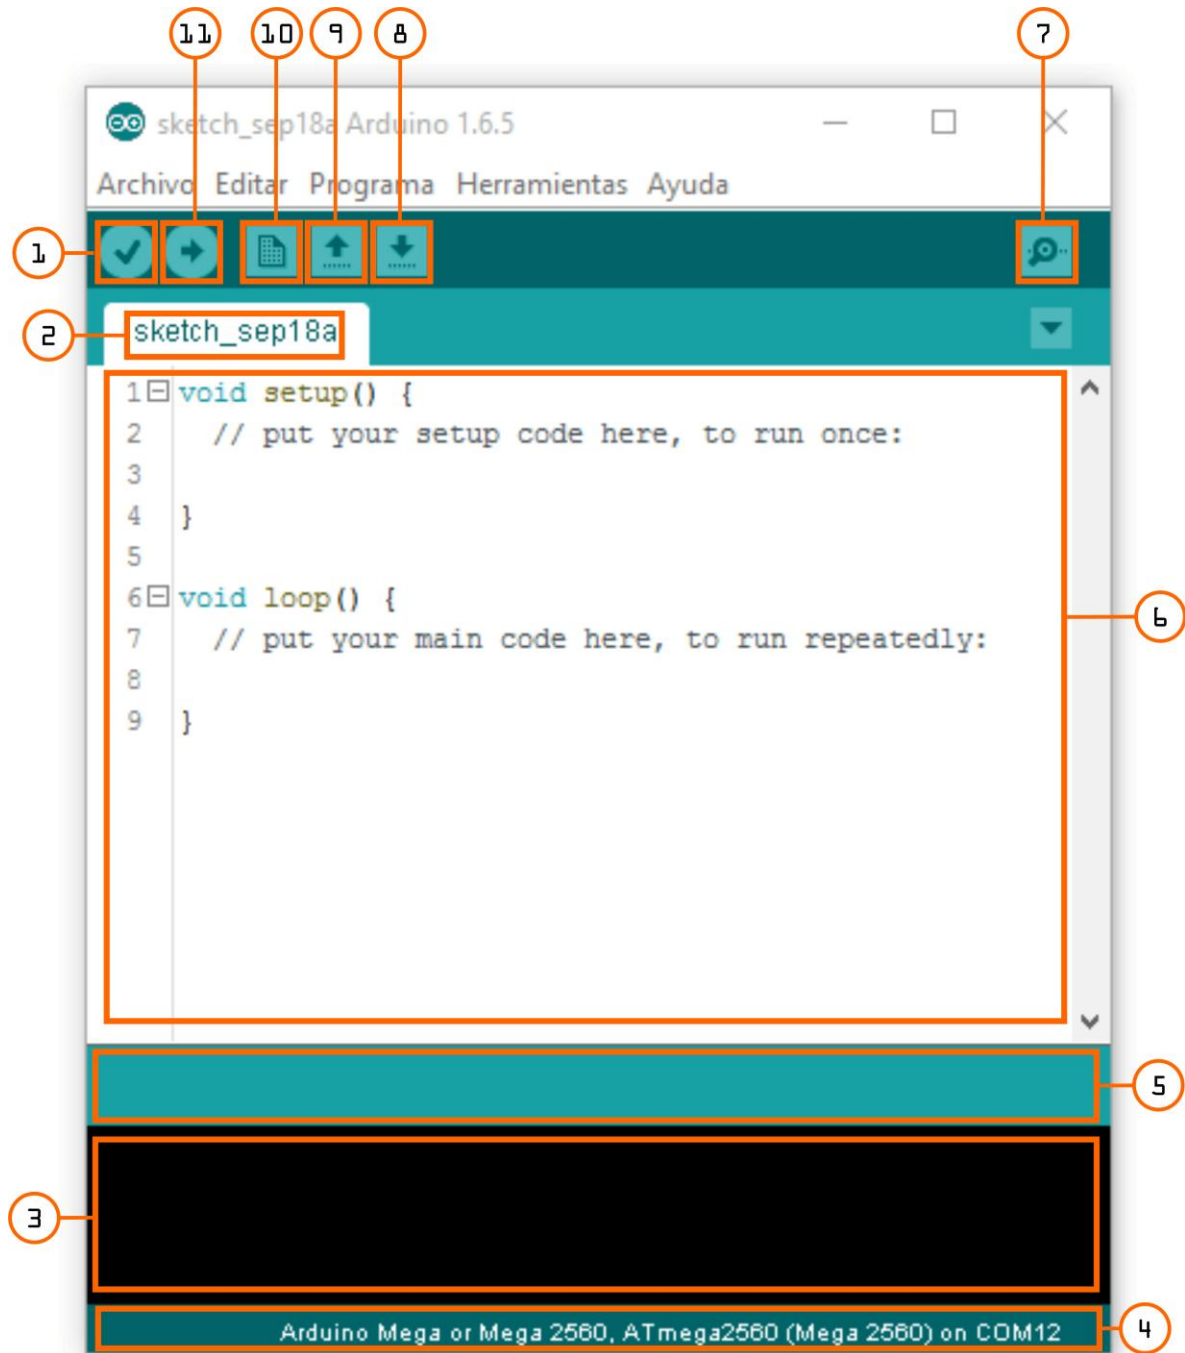 11 10 9 8 7
sketch_sep18a Arduino 1.6.5
Archivo Editar Programa Herramientas Ayuda
1
2 sketch_sep18a
1 void setup() {
2 // put your setup code here, to run once:
3
4 }
5
6 void loop() {
6
7 // put your main code here, to run repeatedly:
8
9 }
5
3
Arduino Mega or Mega 2560, ATmega2560 (Mega 2560) on COM12 4